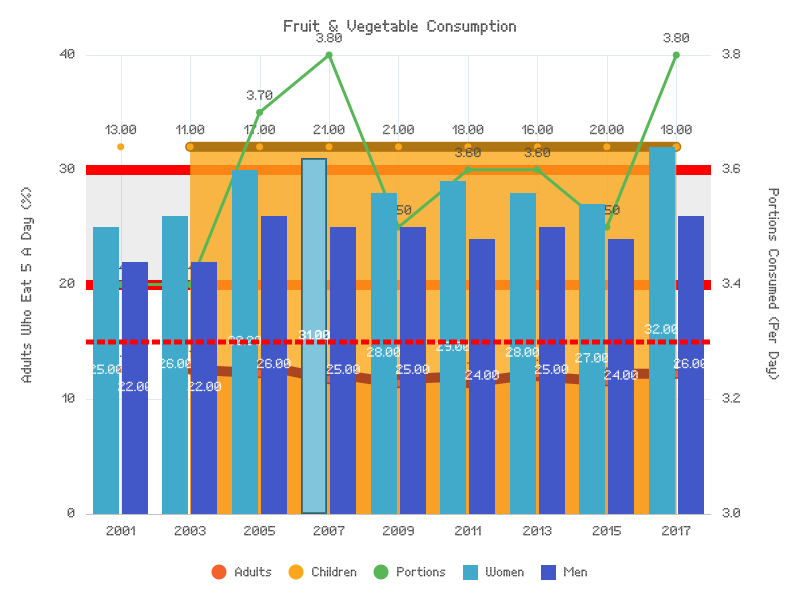 Fruit & Vegetable Consumption
3.80 3.80
40 3.8
3.70
13.00 11.00 17.00 21.00 21.00 18.00 16.00 20.00 18.00
3.60 3.60
30 3.6
Adults Who Eat 5 A Day (%)
Portions Consumed (Per Day)
20 3.4
31.00 32.00
28.00 28.00 27.00
25.00 26.00 26.00 25.00 25.00 24.00 25.00 24.00 26.00
22.00 22.00
10 3.2
0 3.0
2001 2003 2005 2007 2009 2011 2013 2015 2017
Adults Children Portions Women Men